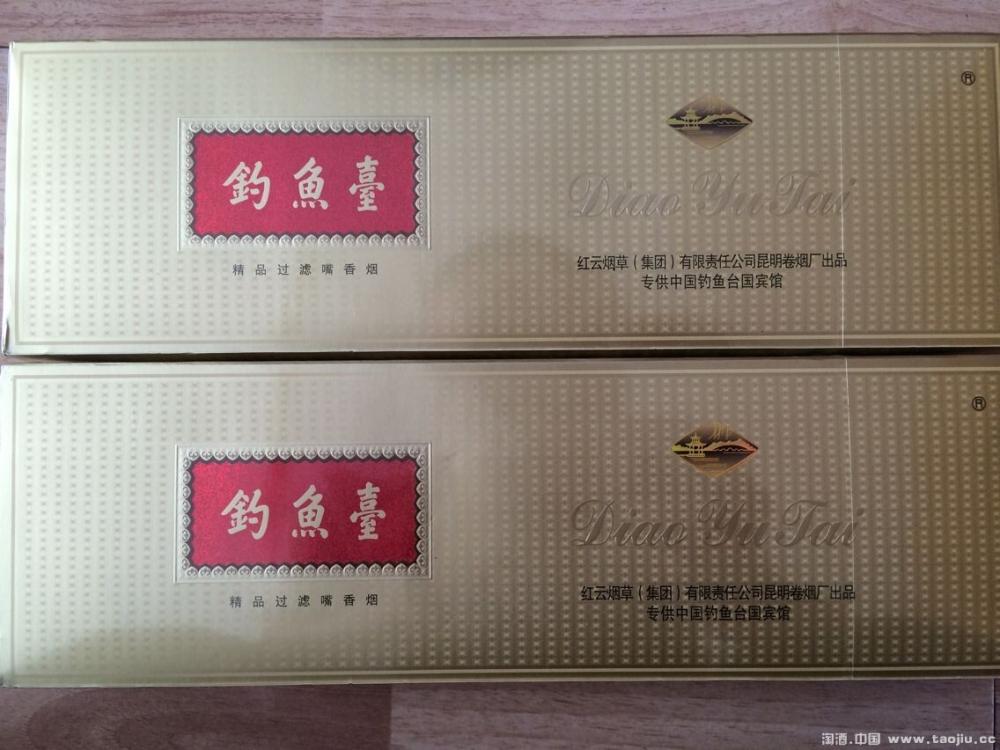 ®
釣魚臺
Diao Yu Tai
精品过滤嘴香烟
红云烟草(集团)有限责任公司昆明卷烟厂出品
专供中国钓鱼台国宾馆
®
釣魚臺
Diao Yu Tai
精品过滤嘴香烟
红云烟草(集团)有限责任公司昆明卷烟厂出品
专供中国钓鱼台国宾馆
淘酒.中国 www.taojiu.cc